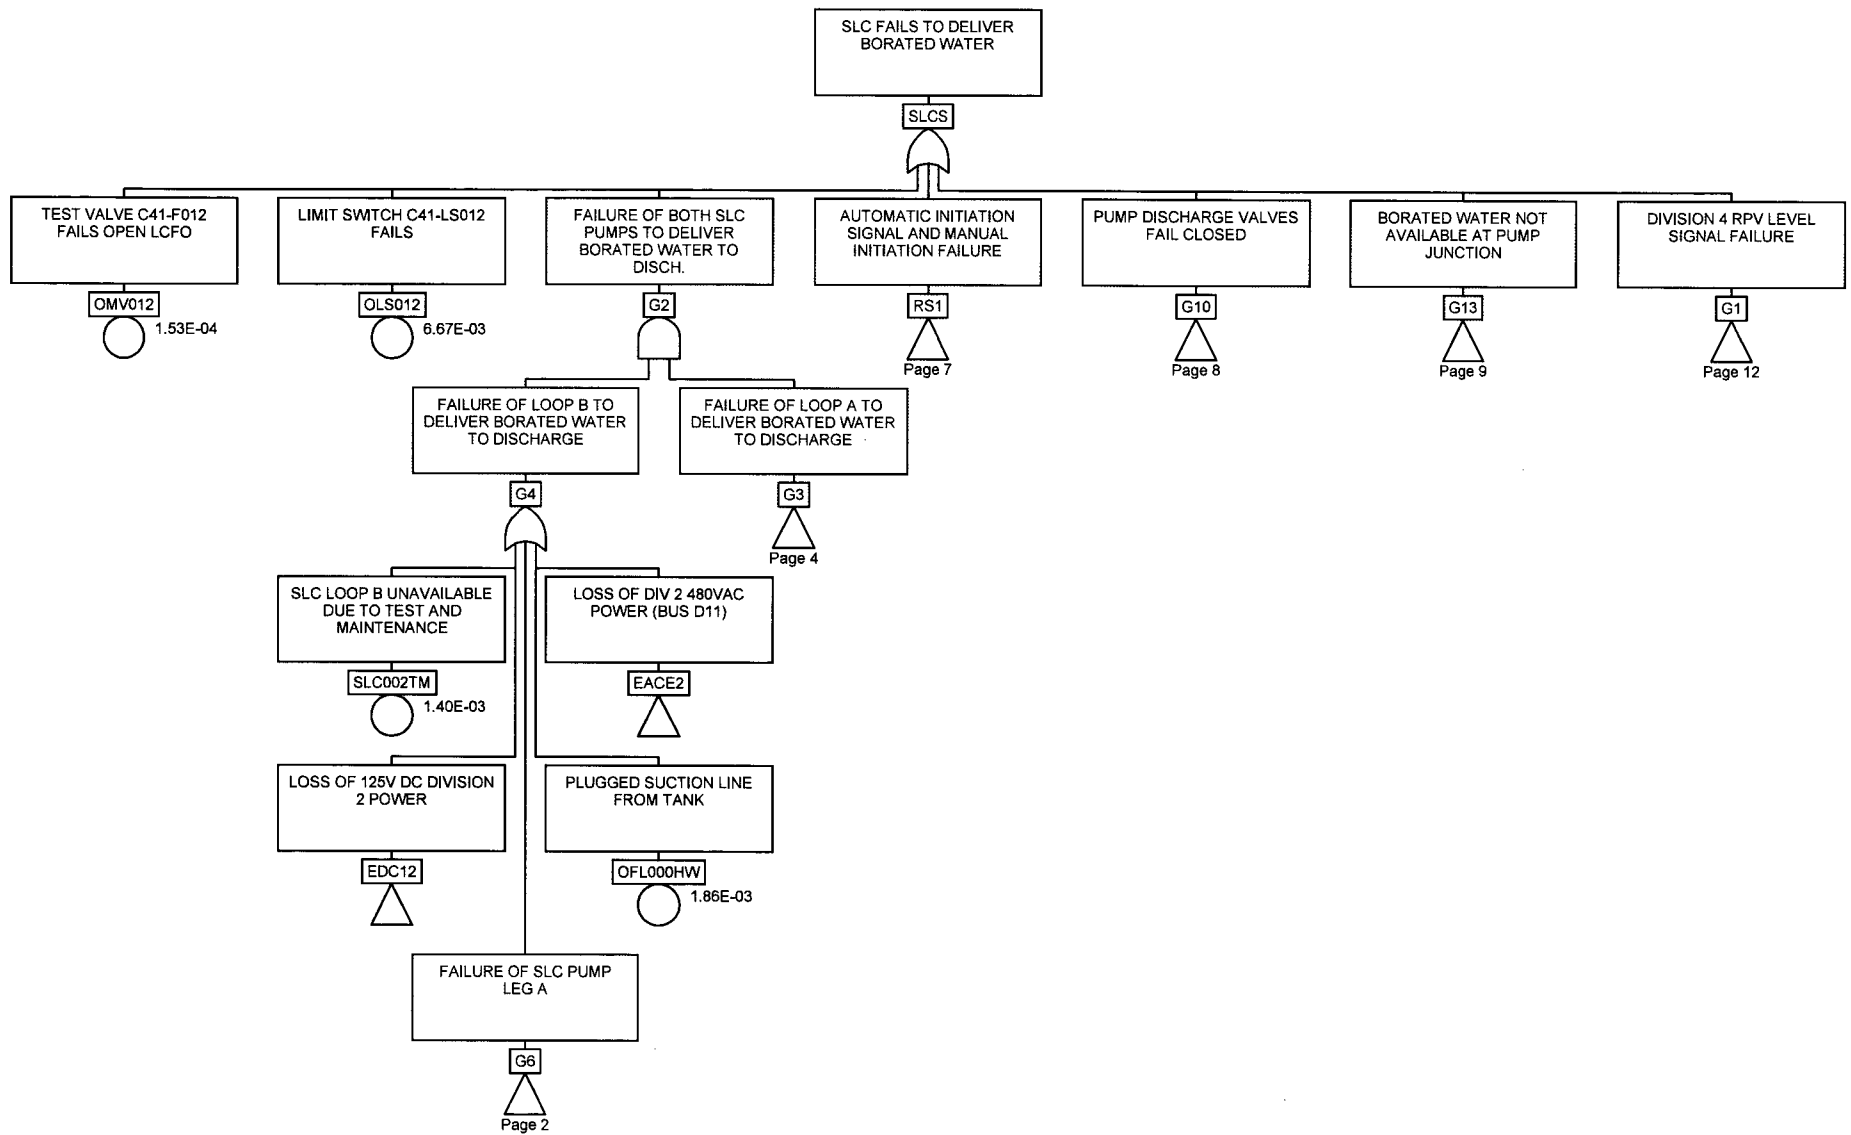 SLC FAILS TO DELIVER
BORATED WATER
SLCS
TEST VALVE C41-F012
FAILS OPEN LCFO
OMV012
1.53E-04
LIMIT SWITCH C41-LS012
FAILS
OLS012
6.67E-03
FAILURE OF BOTH SLC
PUMPS TO DELIVER
BORATED WATER TO
DISCH.
G2
AUTOMATIC INITIATION
SIGNAL AND MANUAL
INITIATION FAILURE
RS1
Page 7
PUMP DISCHARGE VALVES
FAIL CLOSED
G10
Page 8
BORATED WATER NOT
AVAILABLE AT PUMP
JUNCTION
G13
Page 9
DIVISION 4 RPV LEVEL
SIGNAL FAILURE
G1
Page 12
FAILURE OF LOOP B TO
DELIVER BORATED WATER
TO DISCHARGE
G4
FAILURE OF LOOP A TO
DELIVER BORATED WATER
TO DISCHARGE
G3
Page 4
SLC LOOP B UNAVAILABLE
DUE TO TEST AND
MAINTENANCE
SLC002TM
1.40E-03
LOSS OF DIV 2 480VAC
POWER (BUS D11)
EACE2
LOSS OF 125V DC DIVISION
2 POWER
EDC12
PLUGGED SUCTION LINE
FROM TANK
OFL000HW
1.86E-03
FAILURE OF SLC PUMP
LEG A
G6
Page 2